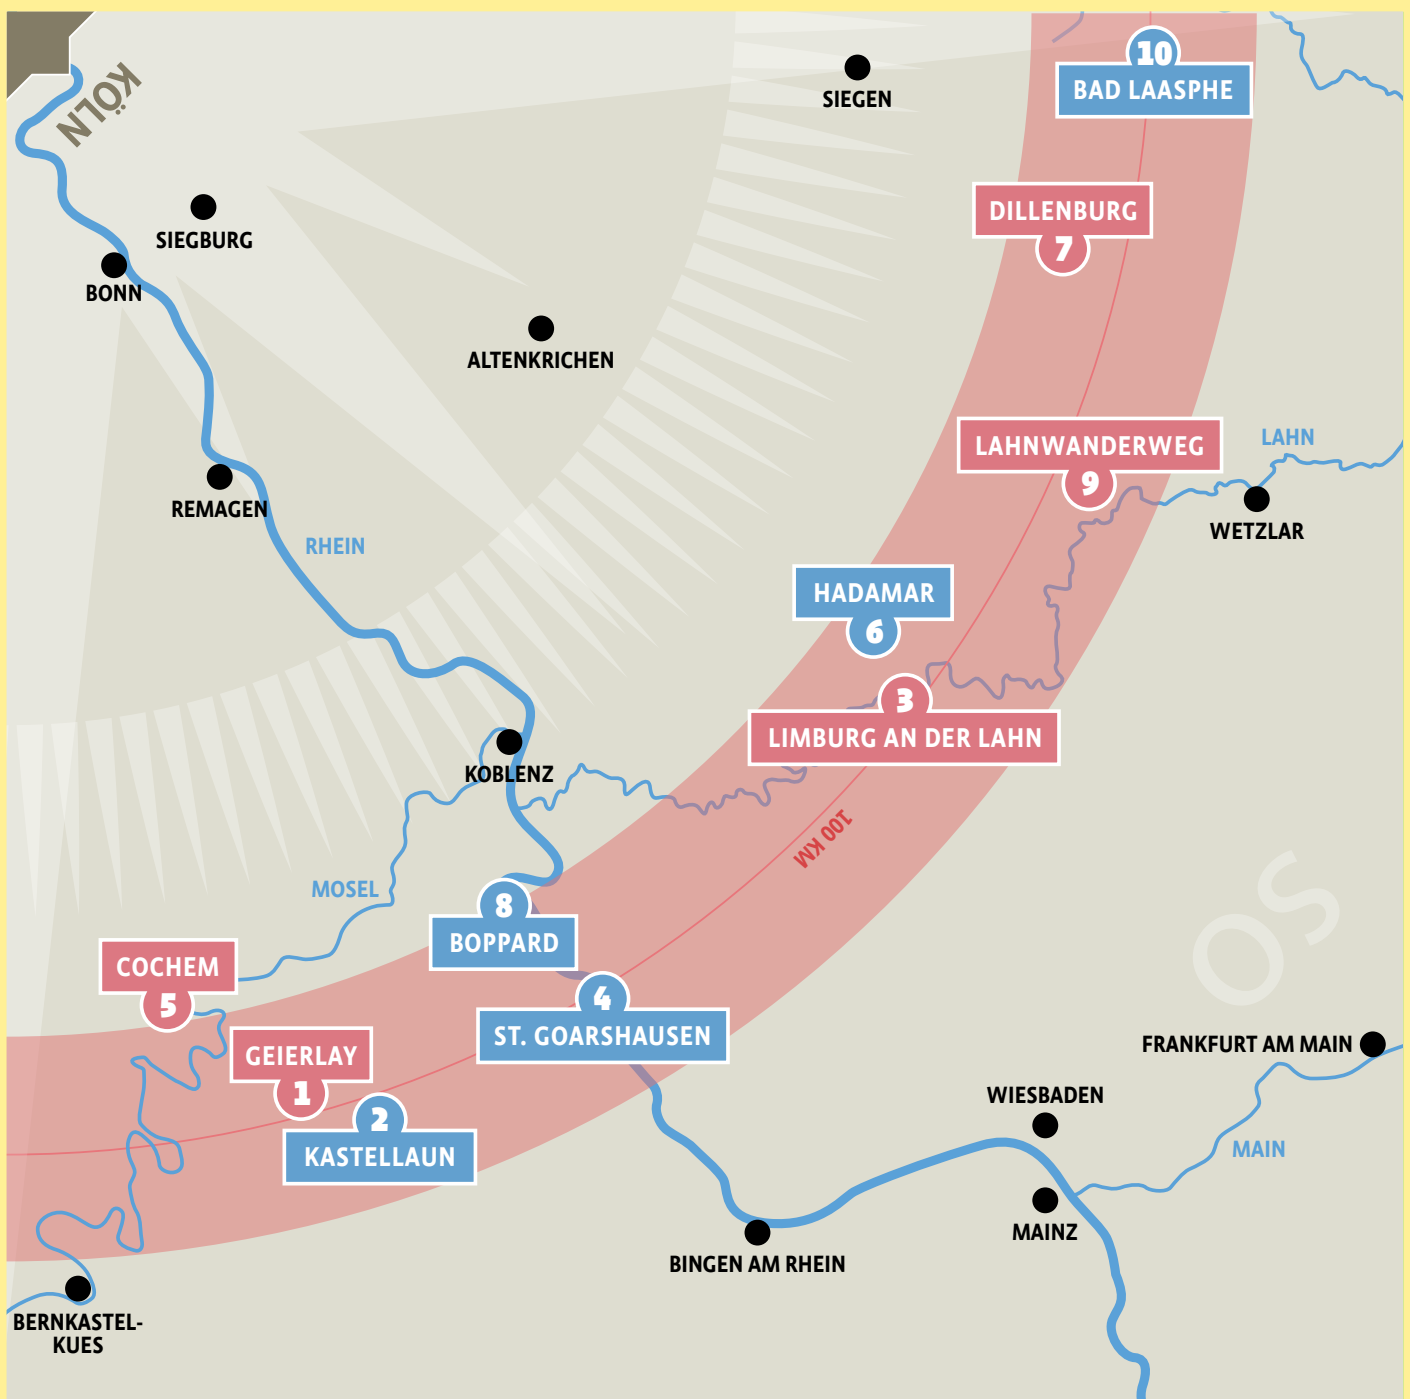 KÖLN
SIEGEN
10
BAD LAASPHE
SIEGBURG
DILLENBURG
7
BONN
ALTENKRICHEN
LAHNWANDERWEG
9
LAHN
WETZLAR
REMAGEN
RHEIN
HADAMAR
6
3
LIMBURG AN DER LAHN
KOBLENZ
100 KM
MOSEL
8
BOPPARD
OS
COCHEM
5
4
ST. GOARSHAUSEN
GEIERLAY
1
2
KASTELLAUN
FRANKFURT AM MAIN
WIESBADEN
MAIN
MAINZ
BINGEN AM RHEIN
BERNKASTEL-
KUES